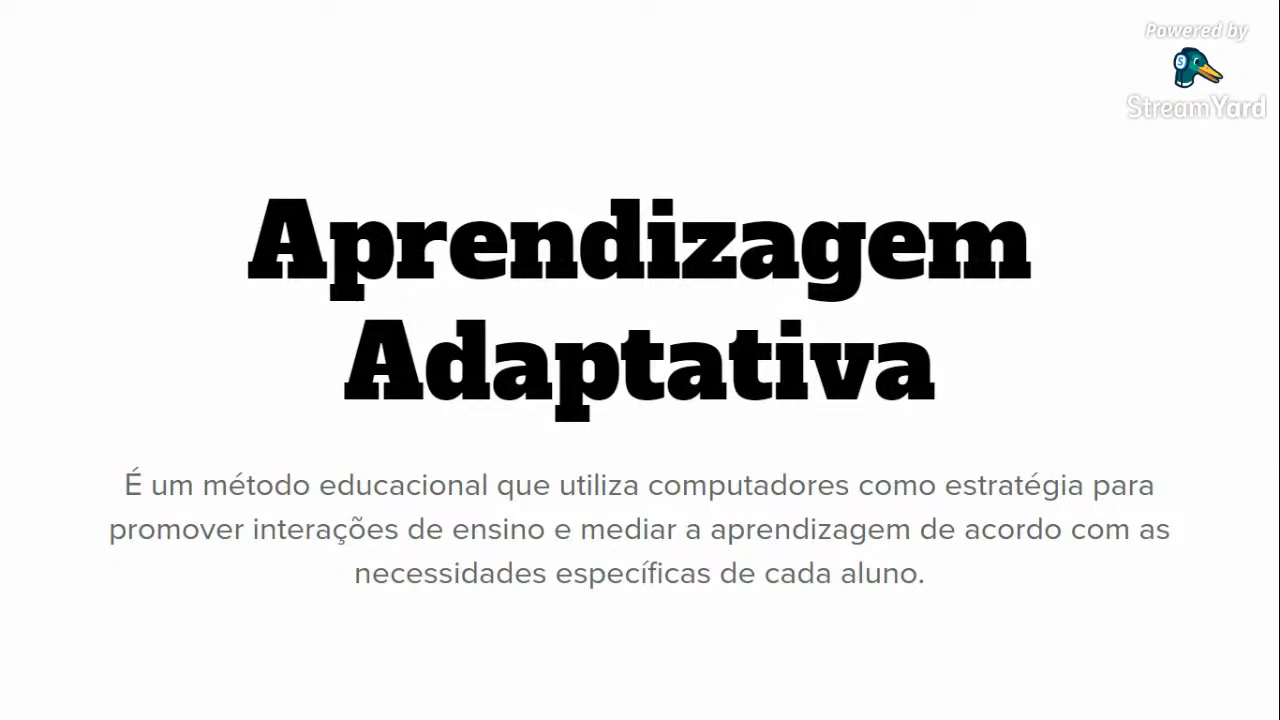 Powered by
StreamYard
Aprendizagem
Adaptativa
É um método educacional que utiliza computadores como estratégia para
promover interações de ensino e mediar a aprendizagem de acordo com as
necessidades específicas de cada aluno.